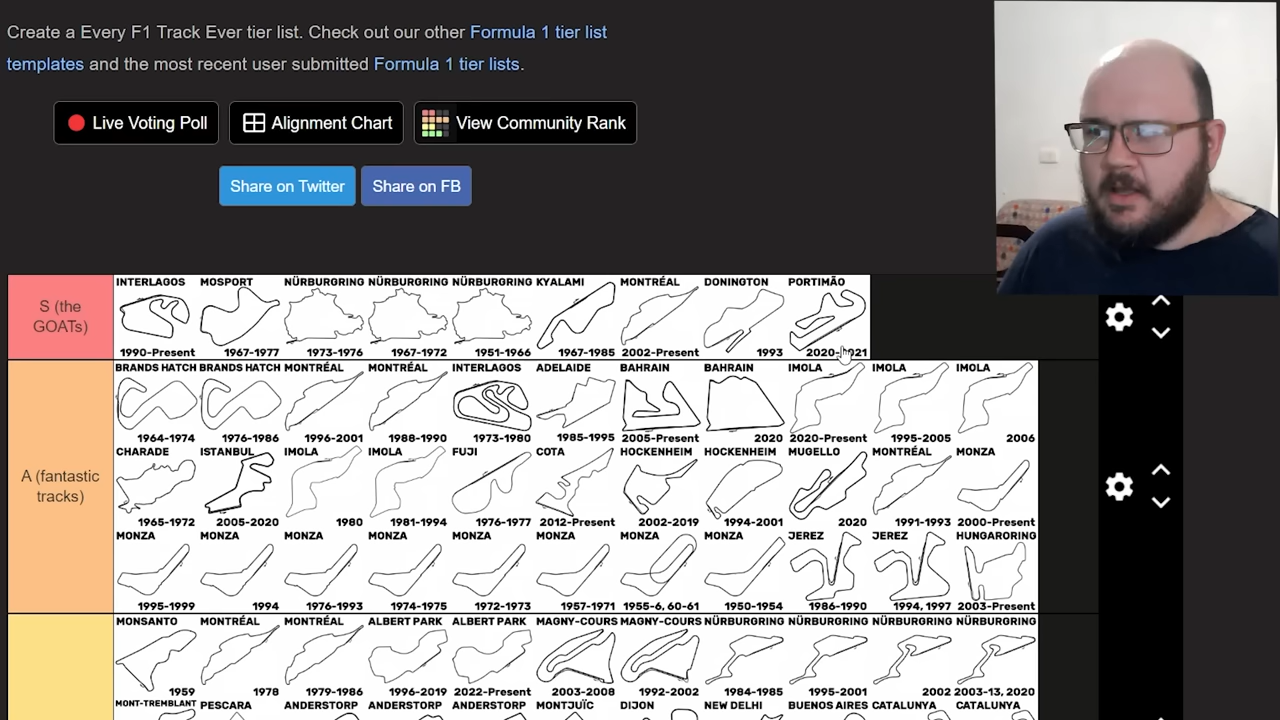 Create a Every F1 Track Ever tier list. Check out our other Formula 1 tier list
templates and the most recent user submitted Formula 1 tier lists.
Live Voting Poll
Alignment Chart
View Community Rank
Share on Twitter
Share on FB
S (the
GOATs)
INTERLAGOS MOSPORT NÜRBURGRING NÜRBURGRING NÜRBURGRING KYALAMI MONTRÉAL DONINGTON PORTIMÃO
1990-Present 1967-1977 1973-1976 1967-1972 1951-1966 1967-1985 2002-Present 1993 2020-2021
A (fantastic
tracks)
BRANDS HATCH BRANDS HATCH MONTRÉAL MONTRÉAL INTERLAGOS ADELAIDE BAHRAIN BAHRAIN IMOLA IMOLA IMOLA
1964-1974 1976-1986 1996-2001 1988-1990 1973-1980 1985-1995 2005-Present 2020 2020-Present 1995-2005 2006
CHARADE ISTANBUL IMOLA IMOLA FUJI COTA HOCKENHEIM HOCKENHEIM MUGELLO MONTRÉAL MONZA
1965-1972 2005-2020 1980 1981-1994 1976-1977 2012-Present 2002-2019 1994-2001 2020 1991-1993 2000-Present
MONZA MONZA MONZA MONZA MONZA MONZA MONZA MONZA JEREZ JEREZ HUNGARORING
1995-1999 1994 1976-1993 1974-1975 1972-1973 1957-1971 1955-6, 60-61 1950-1954 1986-1990 1994, 1997 2003-Present
MONSANTO MONTRÉAL MONTRÉAL ALBERT PARK ALBERT PARK MAGNY-COURS MAGNY-COURS NÜRBURGRING NÜRBURGRING NÜRBURGRING NÜRBURGRING
1959 1978 1979-1986 1996-2019 2022-Present 2003-2008 1992-2002 1984-1985 1995-2001 2002 2003-13, 2020
MONT-TREMBLANT PESCARA ANDERSTORP ANDERSTORP ANDERSTORP MONTJUÏC DIJON NEW DELHI BUENOS AIRES CATALUNYA CATALUNYA